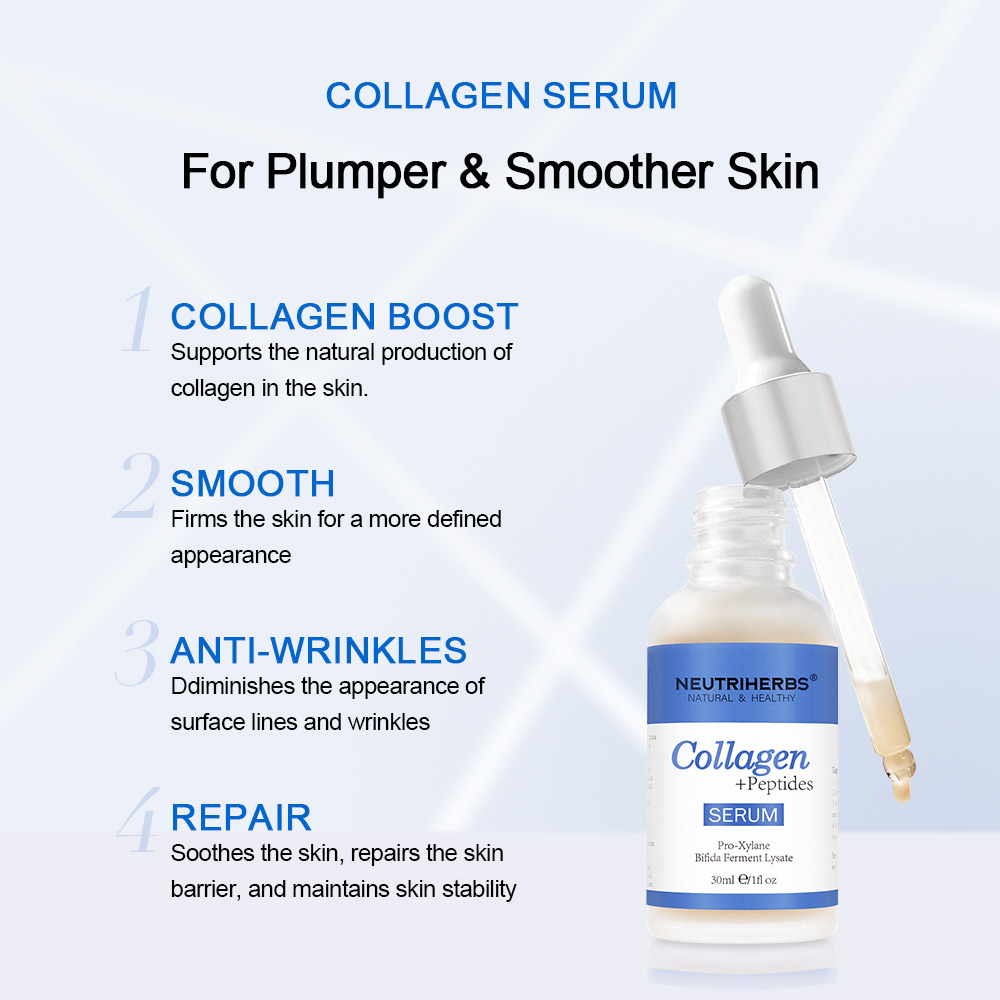 COLLAGEN SERUM
For Plumper & Smoother Skin
1
COLLAGEN BOOST
Supports the natural production of
collagen in the skin.
2
SMOOTH
Firms the skin for a more defined
appearance
3
ANTI-WRINKLES
Ddiminishes the appearance of
surface lines and wrinkles
4
REPAIR
Soothes the skin, repairs the skin
barrier, and maintains skin stability
NEUTRIHERBS®
NATURAL & HEALTHY
Collagen
+Peptides
SERUM
Pro-Xylane
Bifida Ferment Lysate
30ml ℮/1fl oz